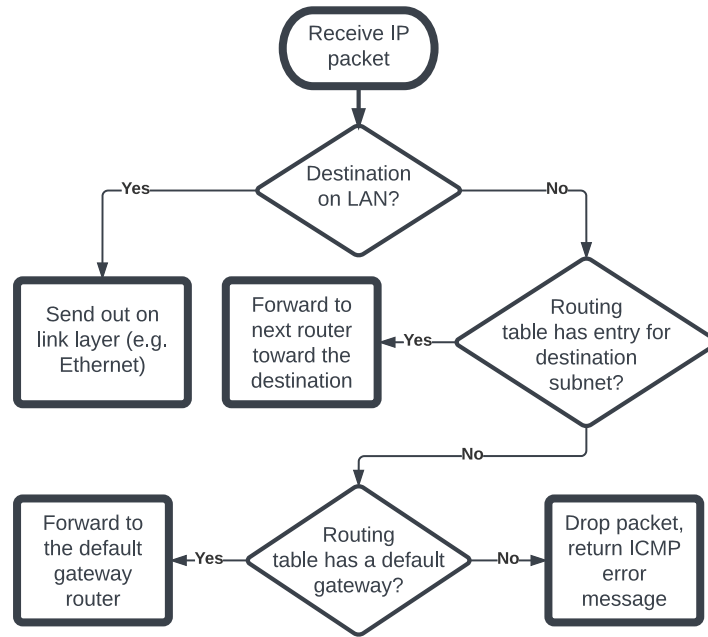 Receive IP
packet
Destination
on LAN?
Yes
No
Send out on
link layer (e.g.
Ethernet)
Forward to
next router
toward the
destination
Yes
Routing
table has entry for
destination
subnet?
No
Forward to
the default
gateway
router
Yes
Routing
table has a default
gateway?
No
Drop packet,
return ICMP
error
message